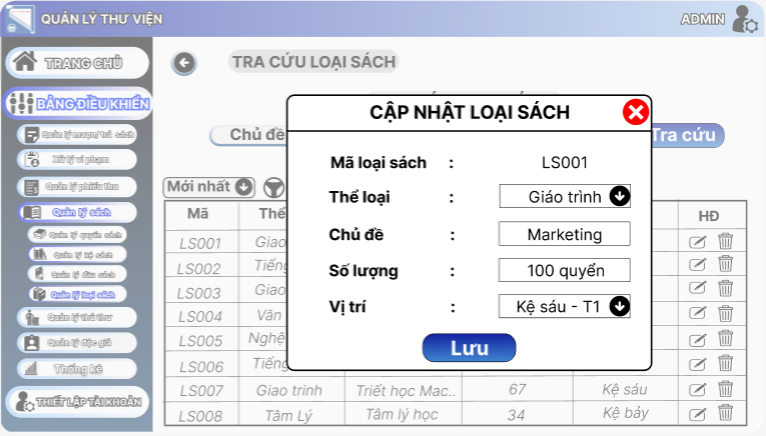 QUẢN LÝ THƯ VIỆN
ADMIN
TRANG CHỦ
TRA CỨU LOẠI SÁCH
BẢNG ĐIỀU KHIỂN
CẬP NHẬT LOẠI SÁCH
Quản lý mượn/ trả sách
Chủ đề
Tra cứu
Xử lý vi phạm
Mã loại sách : LS001
Quản lý phiếu thu
Mới nhất
Thể loại : Giáo trình
Quản lý sách
Mã Thể HĐ
Quản lý quyển sách
Chủ đề : Marketing
LS001 Giao
Quản lý kệ sách
LS002 Tiếng
Quản lý đầu sách
Số lượng : 100 quyển
Quản lý loại sách
LS003 Giao
Vị trí : Kệ sáu - T1
Quản lý thủ thư
LS004 Văn
Quản lý độc giả
LS005 Nghệ
Lưu
Thống kê
LS006 Tiếng
LS007 Giao trinh Triết học Mac.. 67 Kệ sáu
THIẾT LẬP TÀI KHOẢN
LS008 Tâm Lý Tâm lý học 34 Kệ bảy